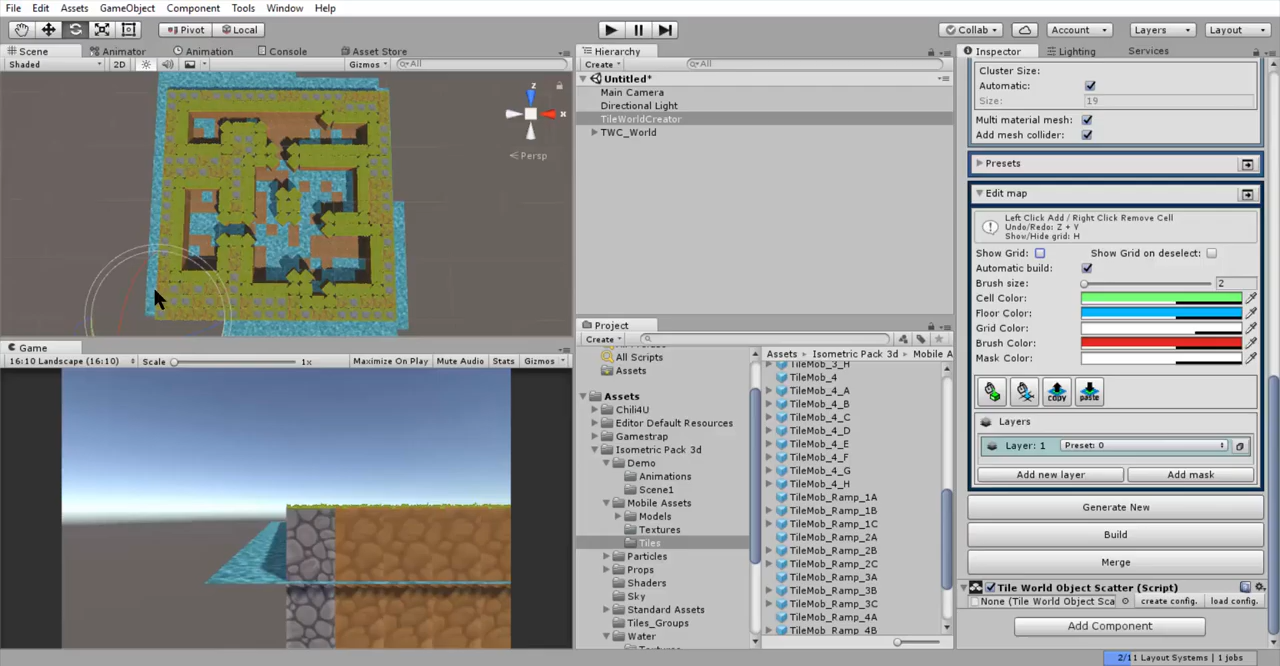 File Edit Assets GameObject Component Tools Window Help
Pivot Local Collab Account Layers Layout
Scene Animator Animation Console Asset Store
Shaded 2D Gizmos All
z
x
Persp
Game
16:10 Landscape (16:10) Scale 1x Maximize On Play Mute Audio Stats Gizmos
Hierarchy
Create All
Untitled*
Main Camera
Directional Light
TileWorldCreator
TWC_World
Project
Create
All Scripts
Assets
Assets
Chili4U
Editor Default Resources
Gamestrap
Isometric Pack 3d
Demo
Animations
Scene1
Mobile Assets
Models
Textures
Tiles
Particles
Props
Shaders
Sky
Standard Assets
Tiles_Groups
Water
Assets Isometric Pack 3d Mobile A
TileMob_3_H
TileMob_4
TileMob_4_A
TileMob_4_B
TileMob_4_C
TileMob_4_D
TileMob_4_E
TileMob_4_F
TileMob_4_G
TileMob_4_H
TileMob_Ramp_1A
TileMob_Ramp_1B
TileMob_Ramp_1C
TileMob_Ramp_2A
TileMob_Ramp_2B
TileMob_Ramp_2C
TileMob_Ramp_3A
TileMob_Ramp_3B
TileMob_Ramp_3C
TileMob_Ramp_4A
TileMob_Ramp_4B
Inspector Lighting Services
Cluster Size:
Automatic:
Size: 19
Multi material mesh:
Add mesh collider:
Presets
Edit map
Left Click Add / Right Click Remove Cell
Undo/Redo: Z + Y
Show/Hide grid: H
Show Grid: Show Grid on deselect:
Automatic build:
Brush size: 2
Cell Color:
Floor Color:
Grid Color:
Brush Color:
Mask Color:
copy paste
Layers
Layer: 1 Preset: 0
Add new layer Add mask
Generate New
Build
Merge
Tile World Object Scatter (Script)
None (Tile World Object Sca create config. load config.
Add Component
2/11 Layout Systems | 1 jobs